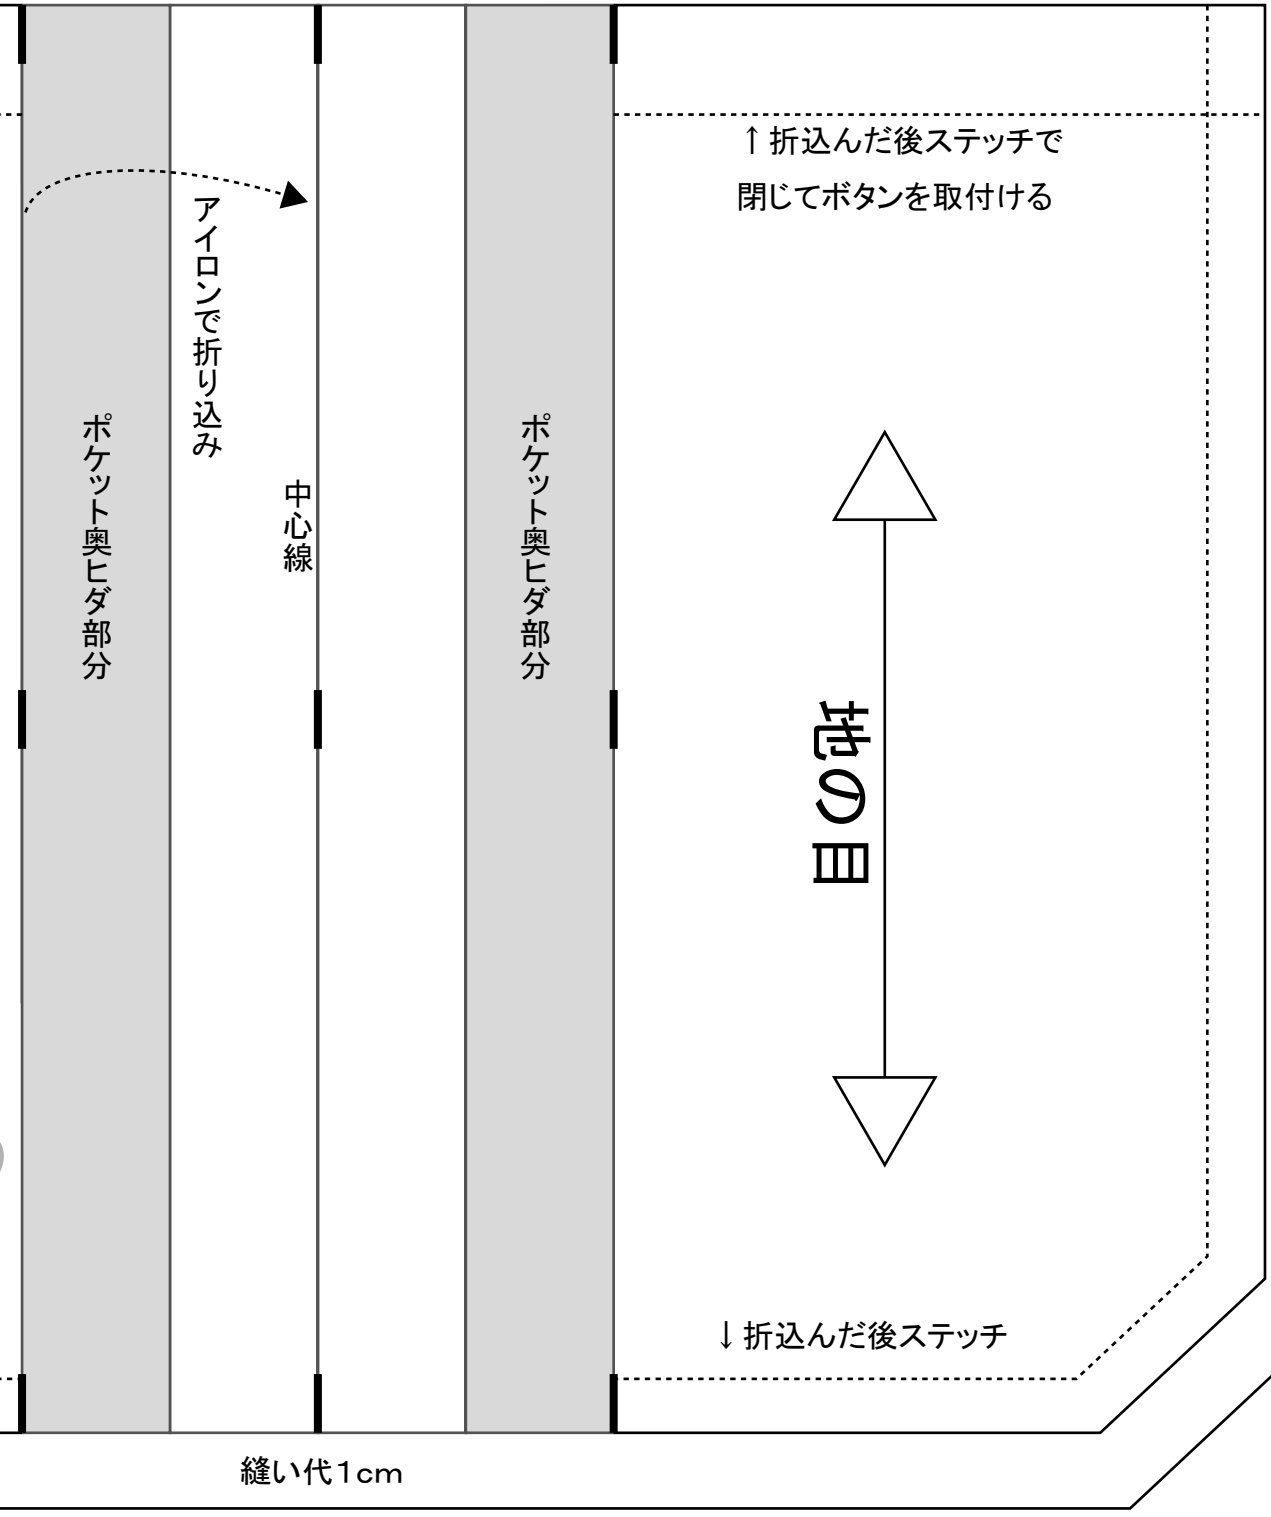 ↑折込んだ後ステッチで
閉じてボタンを取付ける
アイロンで折り込み
ポケット奥ヒダ部分
中心線
ポケット奥ヒダ部分
地の目
↓折込んだ後ステッチ
縫い代1cm